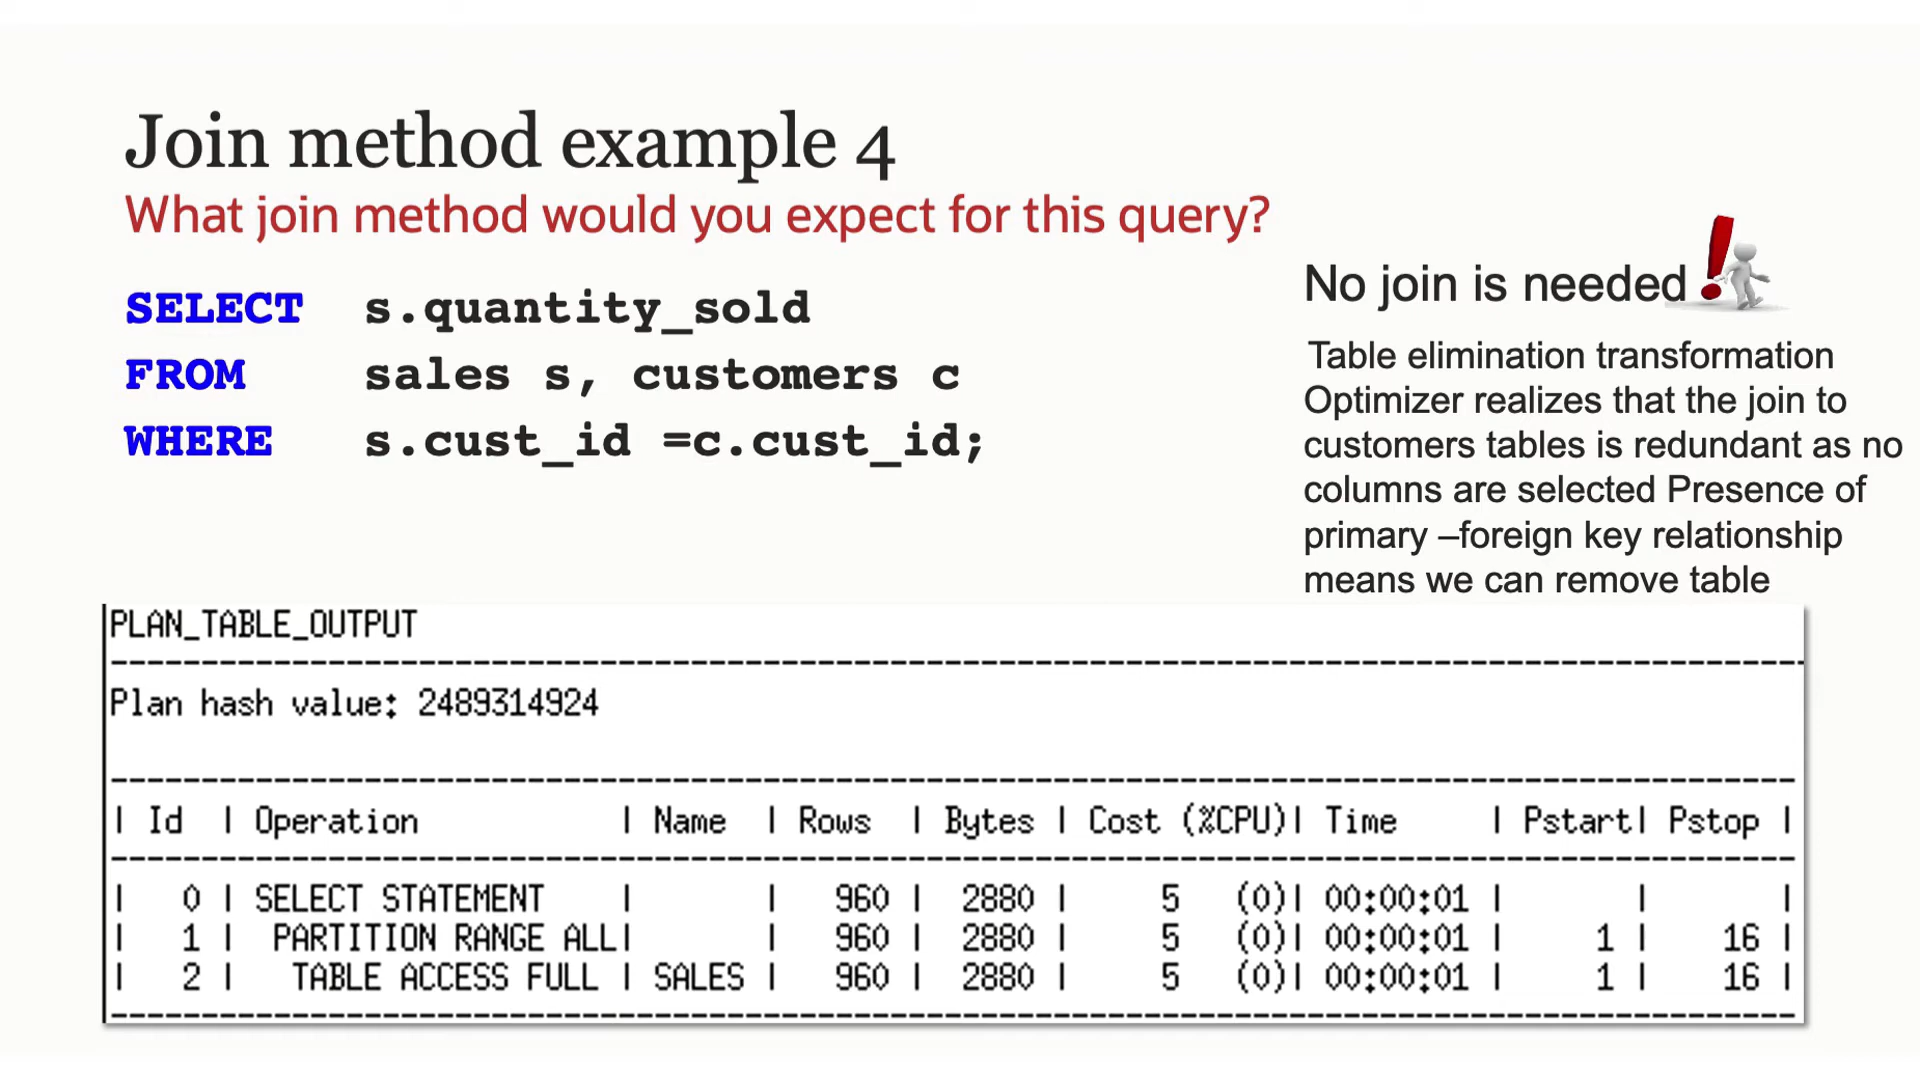 Join method example 4
What join method would you expect for this query?
SELECT s.quantity_sold
FROM sales s, customers c
WHERE s.cust_id =c.cust_id;
No join is needed
Table elimination transformation
Optimizer realizes that the join to
customers tables is redundant as no
columns are selected Presence of
primary –foreign key relationship
means we can remove table
PLAN_TABLE_OUTPUT
--------------------------------------------------------------------------------
Plan hash value: 2489314924
--------------------------------------------------------------------------------
| Id | Operation | Name | Rows | Bytes | Cost (%CPU)| Time | Pstart| Pstop |
--------------------------------------------------------------------------------
| 0 | SELECT STATEMENT | | 960 | 2880 | 5 (0)| 00:00:01 | | |
| 1 | PARTITION RANGE ALL| | 960 | 2880 | 5 (0)| 00:00:01 | 1 | 16 |
| 2 | TABLE ACCESS FULL | SALES | 960 | 2880 | 5 (0)| 00:00:01 | 1 | 16 |
--------------------------------------------------------------------------------